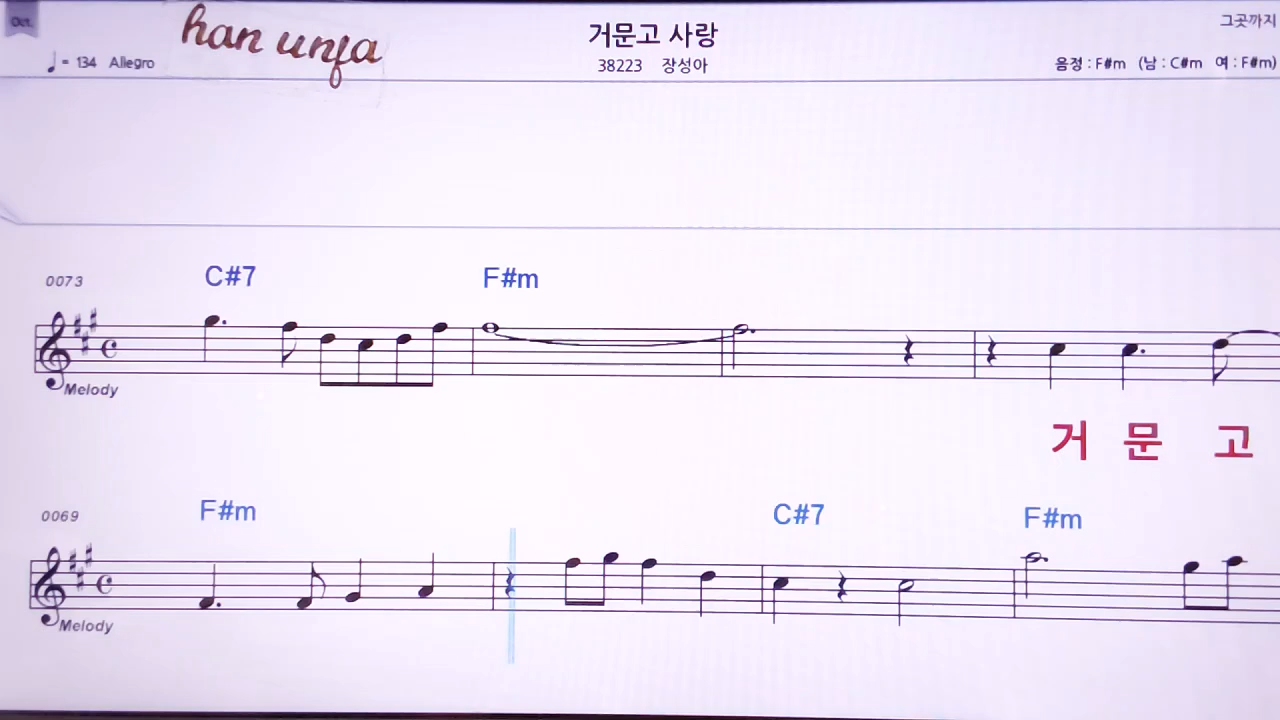 Oct.
han unja
거문고 사랑
그곳까지
♩= 134 Allegro
38223 장성아
음정 : F#m (남 : C#m 여 : F#m)
0073
C#7 F#m
Melody
거 문 고
0069
F#m C#7 F#m
Melody